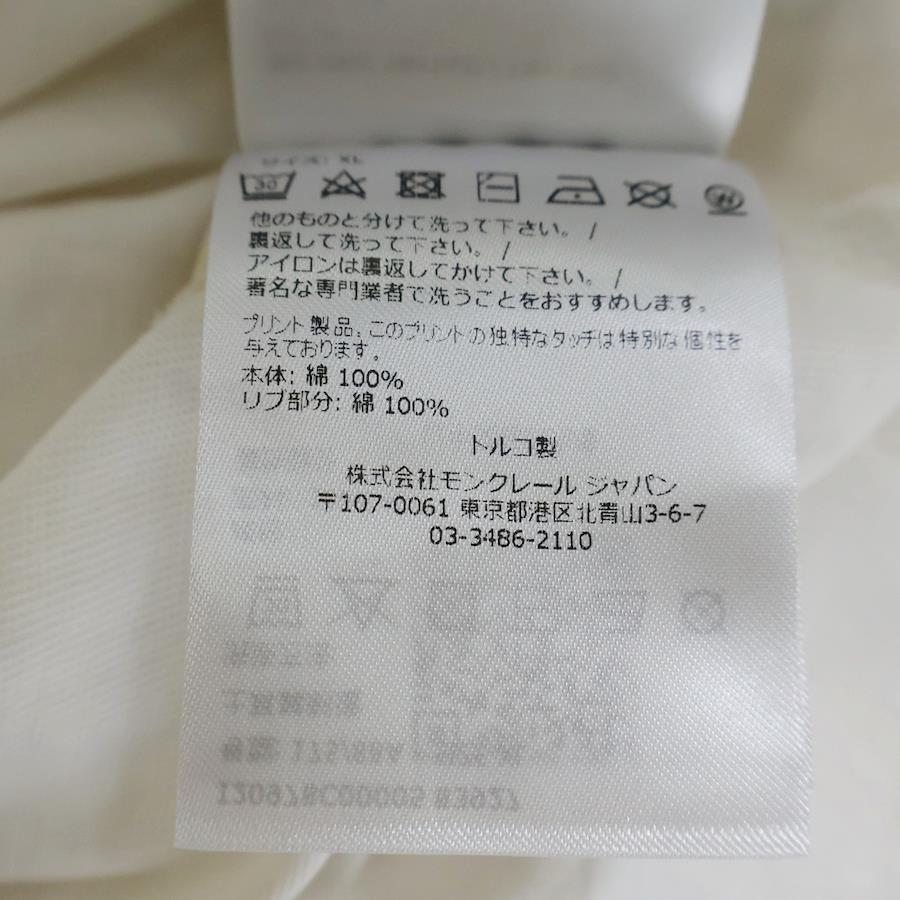 サイズ: XL
30
他のものと分けて洗って下さい。/
裏返して洗って下さい。/
アイロンは裏返してかけて下さい。/
著名な専門業者で洗うことをおすすめします。
プリント製品。このプリントの独特なタッチは特別な個性を
与えております。
本体: 綿 100%
リブ部分: 綿 100%
トルコ製
株式会社モンクレール ジャパン
〒107-0061 東京都港区北青山3-6-7
03-3486-2110
175/88A
I20978C00005 83927